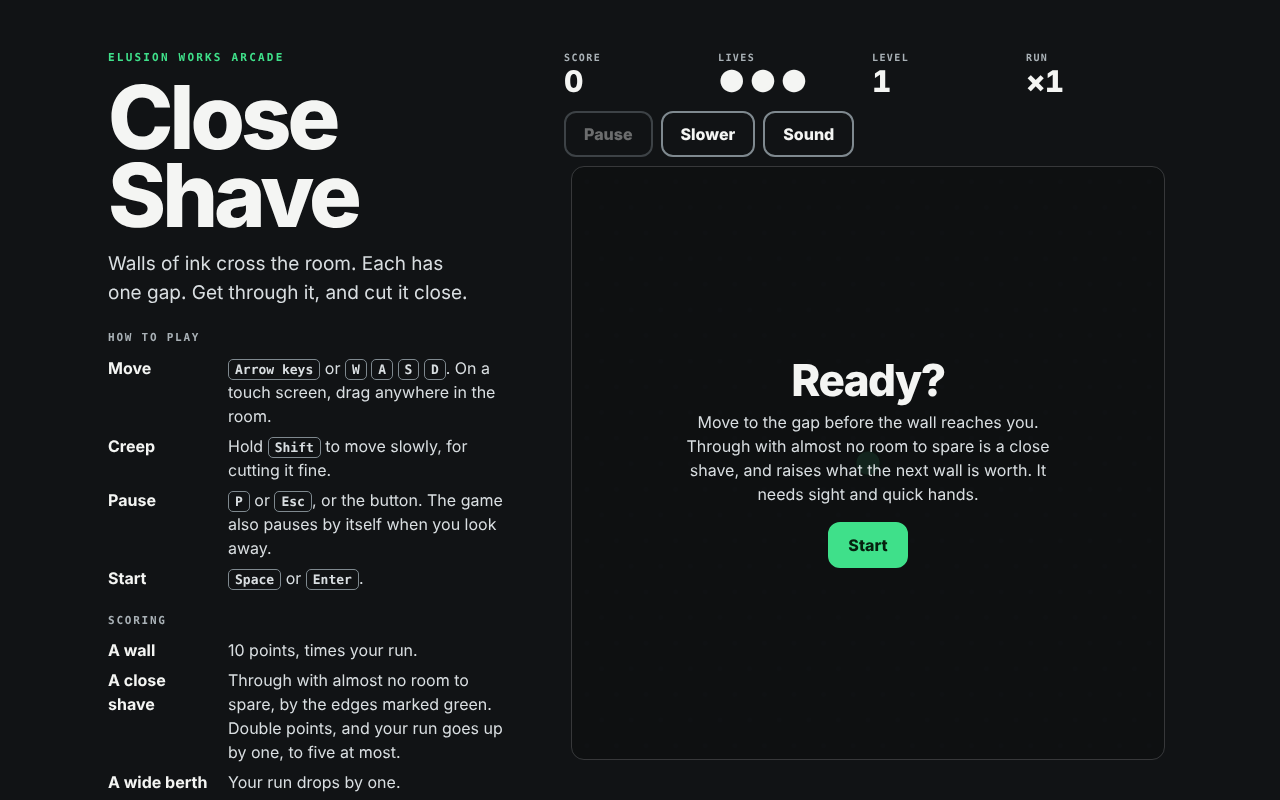 ELUSION WORKS ARCADE
Close
Shave
Walls of ink cross the room. Each has
one gap. Get through it, and cut it close.
HOW TO PLAY
Move
Arrow keys or W A S D. On a
touch screen, drag anywhere in the
room.
Creep
Hold Shift to move slowly, for
cutting it fine.
Pause
P or Esc, or the button. The game
also pauses by itself when you look
away.
Start
Space or Enter.
SCORING
A wall
10 points, times your run.
A close
shave
Through with almost no room to
spare, by the edges marked green.
Double points, and your run goes up
by one, to five at most.
A wide berth
Your run drops by one.
SCORE
0
LIVES
LEVEL
1
RUN
×1
Pause
Slower
Sound
Ready?
Move to the gap before the wall reaches you.
Through with almost no room to spare is a close
shave, and raises what the next wall is worth. It
needs sight and quick hands.
Start